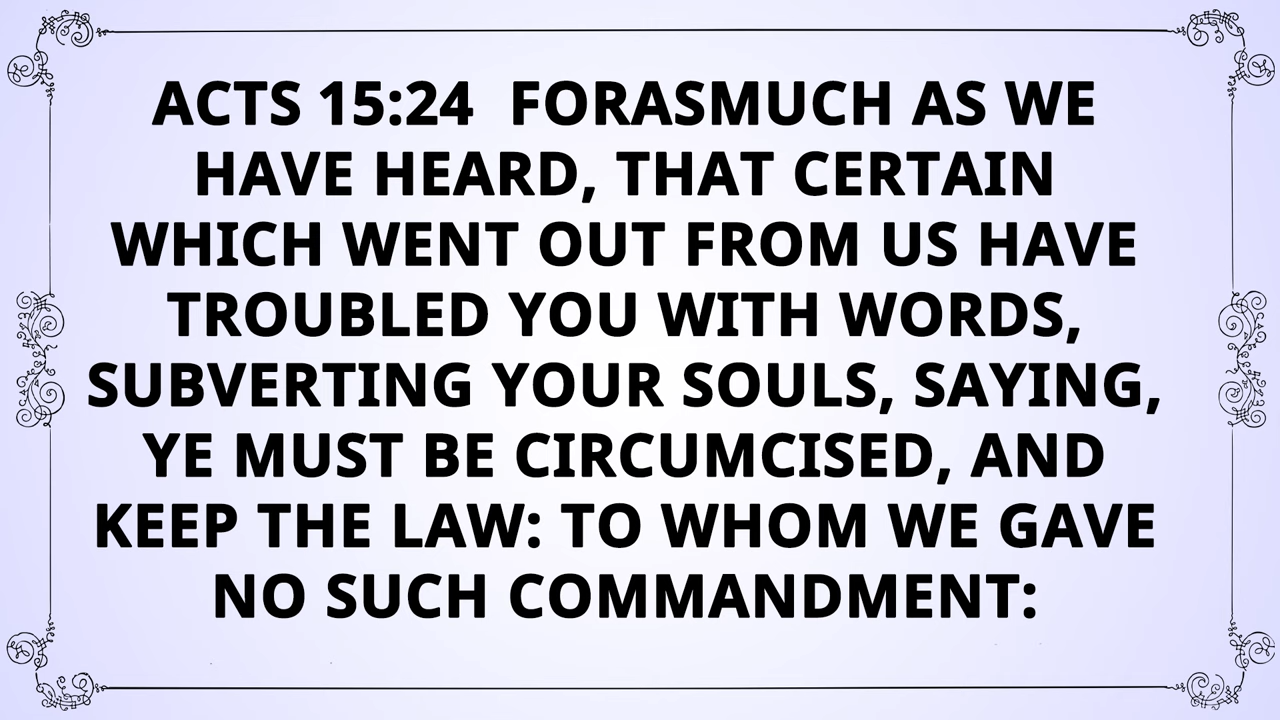 ACTS 15:24  FORASMUCH AS WE
HAVE HEARD, THAT CERTAIN
WHICH WENT OUT FROM US HAVE
TROUBLED YOU WITH WORDS,
SUBVERTING YOUR SOULS, SAYING,
YE MUST BE CIRCUMCISED, AND
KEEP THE LAW: TO WHOM WE GAVE
NO SUCH COMMANDMENT: